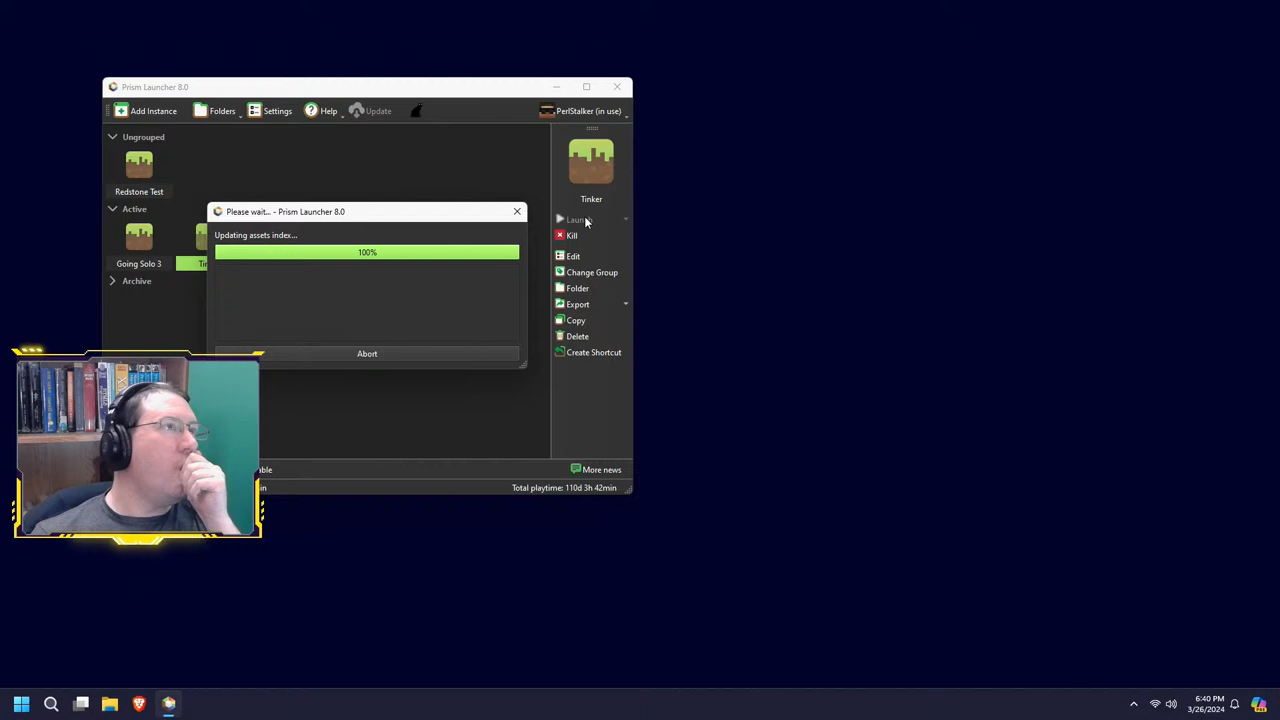 Prism Launcher 8.0
Add Instance
Folders
Settings
Help
Update
PerlStalker (in use)
Ungrouped
Redstone Test
Active
Going Solo 3
Archive
Please wait... - Prism Launcher 8.0
Updating assets index...
100%
Abort
Tinker
Launch
Kill
Edit
Change Group
Folder
Export
Copy
Delete
Create Shortcut
More news
Total playtime: 110d 3h 42min
6:40 PM
3/26/2024